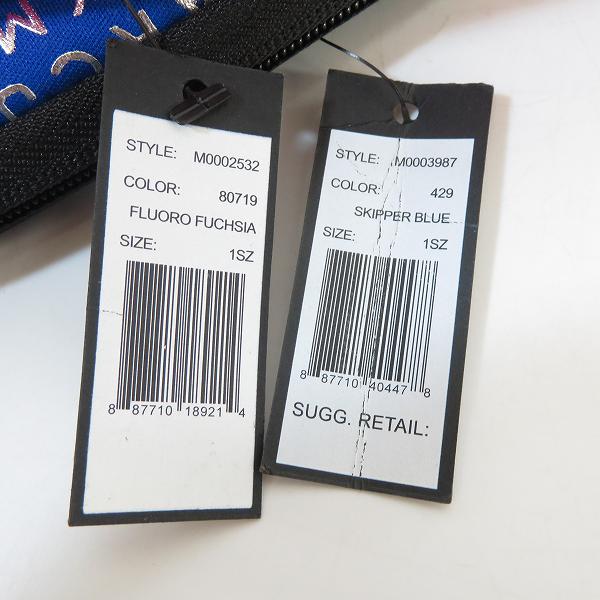 STYLE: M0002532
COLOR: 80719
FLUORO FUCHSIA
SIZE: 1SZ
8 87710 18921 4
STYLE: M0003987
COLOR: 429
SKIPPER BLUE
SIZE: 1SZ
8 87710 40447 8
SUGG. RETAIL: